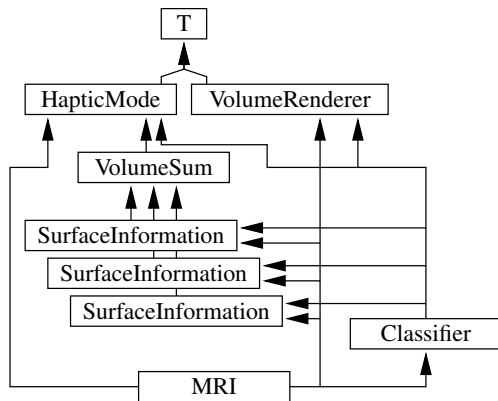 T
HapticMode
VolumeRenderer
VolumeSum
SurfaceInformation
SurfaceInformation
SurfaceInformation
Classifier
MRI